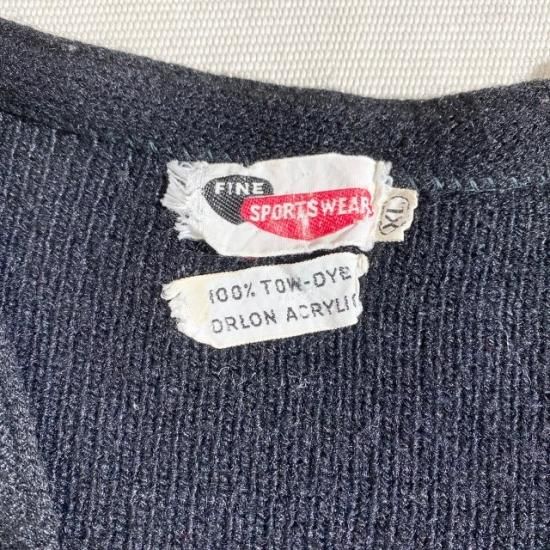 FINE
SPORTSWEAR
XL
100% TOW-DYE
ORLON ACRYLIC